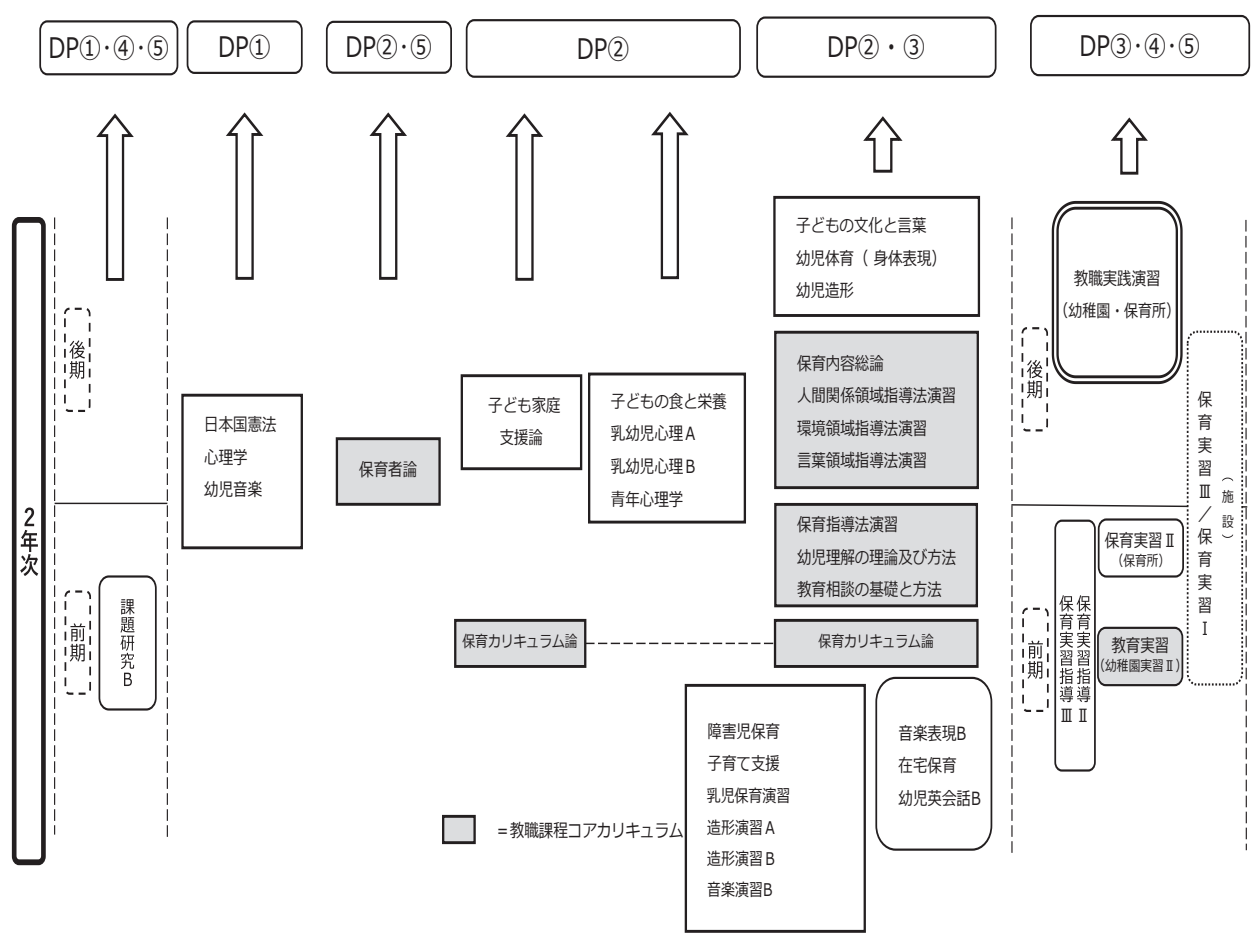 DP①・④・⑤
DP①
DP②・⑤
DP②
DP②・③
DP③・④・⑤
2年次
後期
前期
課題研究B
日本国憲法
心理学
幼児音楽
保育者論
子ども家庭
支援論
子どもの食と栄養
乳幼児心理A
乳幼児心理B
青年心理学
保育カリキュラム論
子どもの文化と言葉
幼児体育（ 身体表現）
幼児造形
保育内容総論
人間関係領域指導法演習
環境領域指導法演習
言葉領域指導法演習
保育指導法演習
幼児理解の理論及び方法
教育相談の基礎と方法
保育カリキュラム論
障害児保育
子育て支援
乳児保育演習
造形演習A
造形演習B
音楽演習B
音楽表現B
在宅保育
幼児英会話B
後期
前期
教職実践演習
（幼稚園・保育所）
保育実習指導Ⅱ
保育実習指導Ⅲ
保育実習Ⅱ
（保育所）
教育実習
（幼稚園実習Ⅱ）
保育実習Ⅲ／保育実習Ⅰ
（施設）
＝教職課程コアカリキュラム